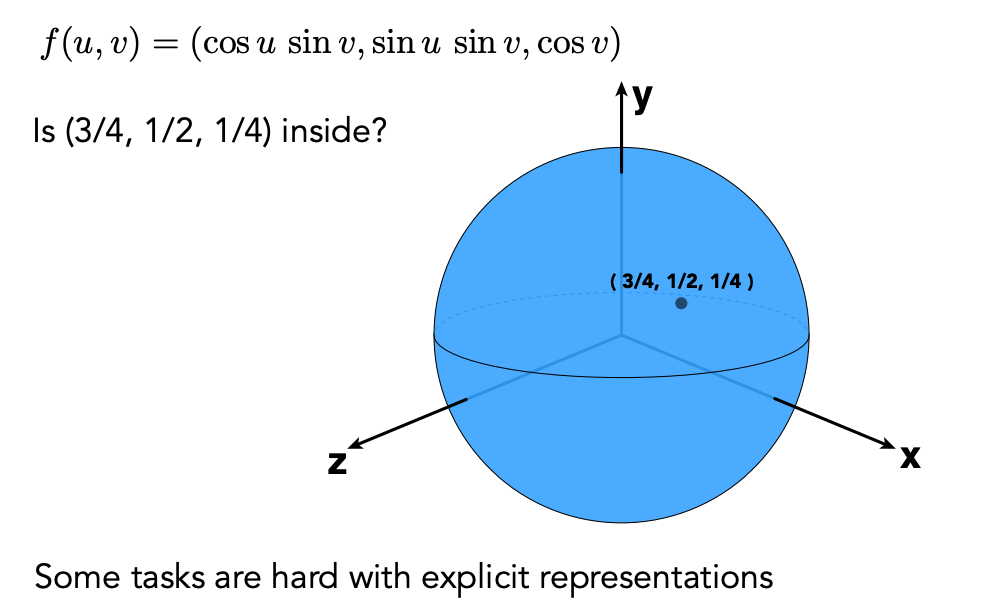 f(u, v) = (cos u sin v, sin u sin v, cos v)
Is (3/4, 1/2, 1/4) inside?
y
( 3/4, 1/2, 1/4 )
z
x
Some tasks are hard with explicit representations